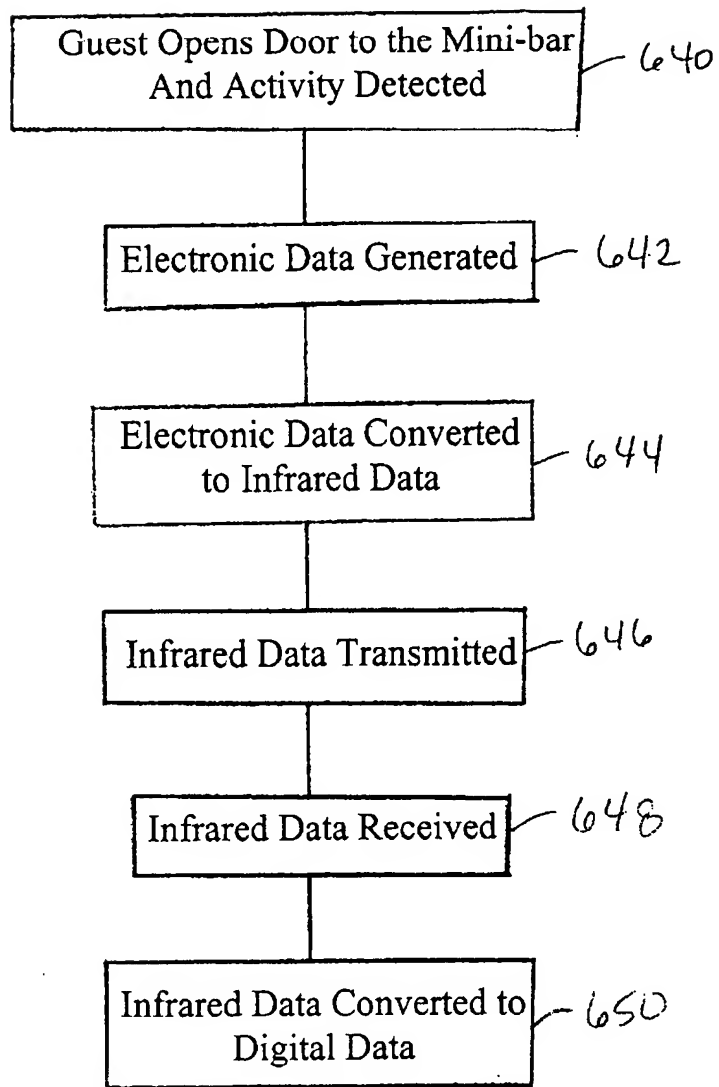 Guest Opens Door to the Mini-bar
And Activity Detected
640
Electronic Data Generated
642
Electronic Data Converted
to Infrared Data
644
Infrared Data Transmitted
646
Infrared Data Received
648
Infrared Data Converted to
Digital Data
650